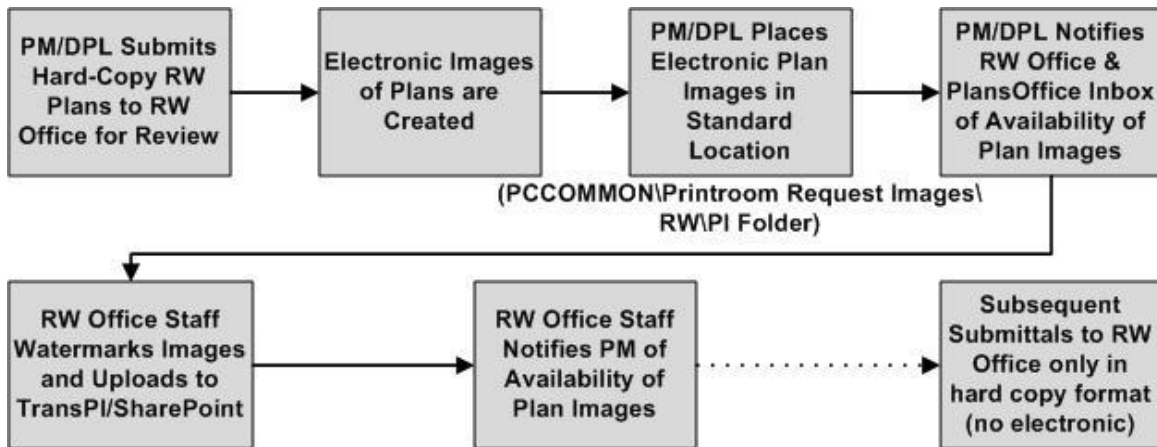 PM/DPL Submits
Hard-Copy RW
Plans to RW
Office for Review
Electronic Images
of Plans are
Created
PM/DPL Places
Electronic Plan
Images in
Standard
Location
PM/DPL Notifies
RW Office &
PlansOffice Inbox
of Availability of
Plan Images
(PCCOMMON\Printroom Request Images\
RW\PI Folder)
RW Office Staff
Watermarks Images
and Uploads to
TransPI/SharePoint
RW Office Staff
Notifies PM of
Availability of
Plan Images
Subsequent
Submittals to RW
Office only in
hard copy format
(no electronic)